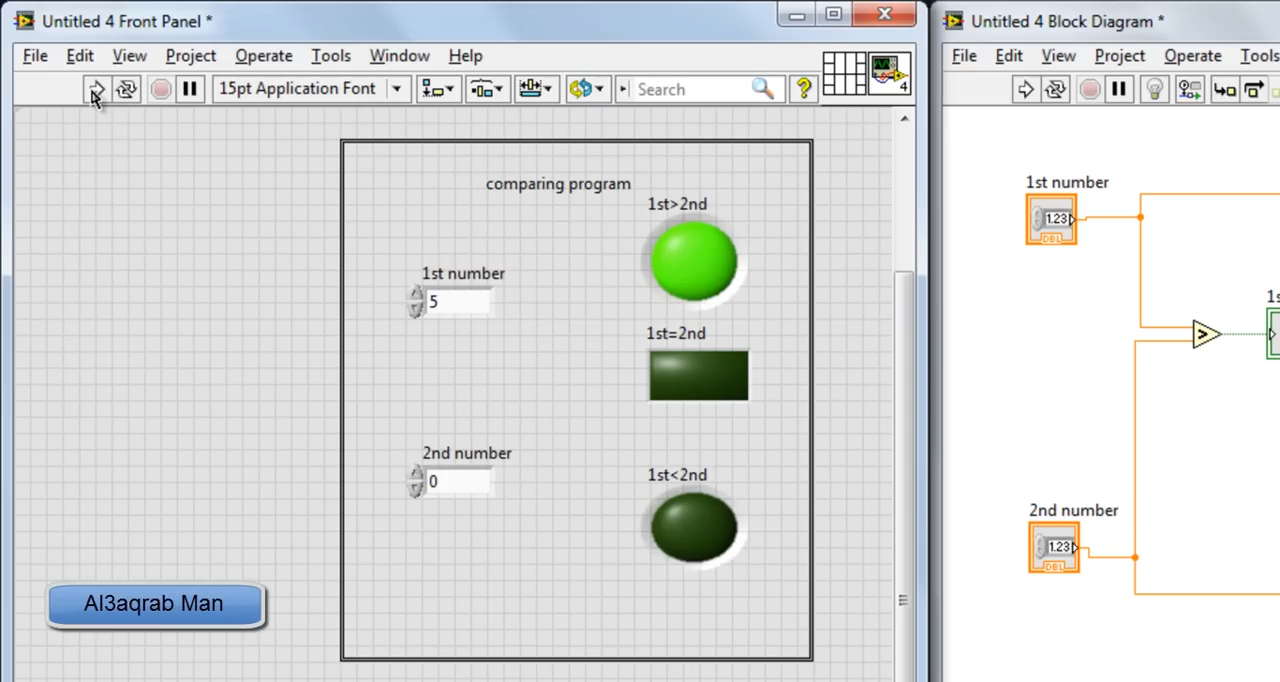 Untitled 4 Front Panel *
File Edit View Project Operate Tools Window Help
15pt Application Font
Search
?
4
comparing program
1st>2nd
1st number
5
1st=2nd
2nd number
0
1st<2nd
Al3aqrab Man
Untitled 4 Block Diagram *
File Edit View Project Operate Tools
1st number
1.23
DBL
>
2nd number
1.23
DBL